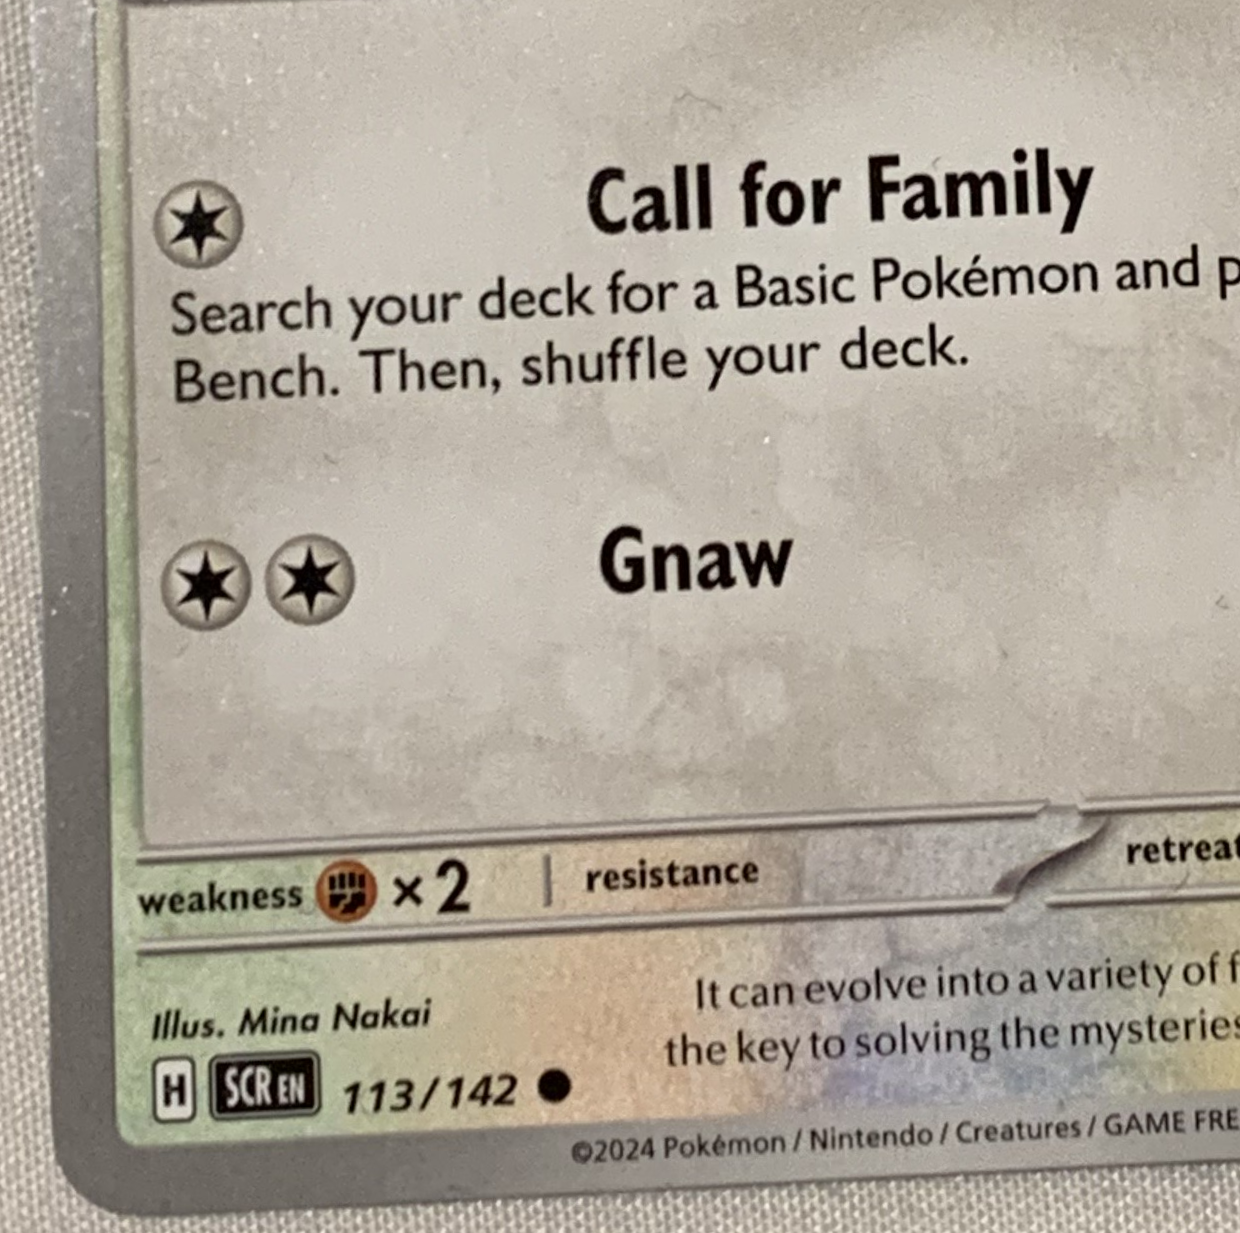 Call for Family
Search your deck for a Basic Pokémon and
Bench. Then, shuffle your deck.
Gnaw
weakness ×2 resistance retreat
It can evolve into a variety of
the key to solving the mysteries
Illus. Mina Nakai
H SCR EN 113/142
©2024 Pokémon / Nintendo / Creatures / GAME FRE